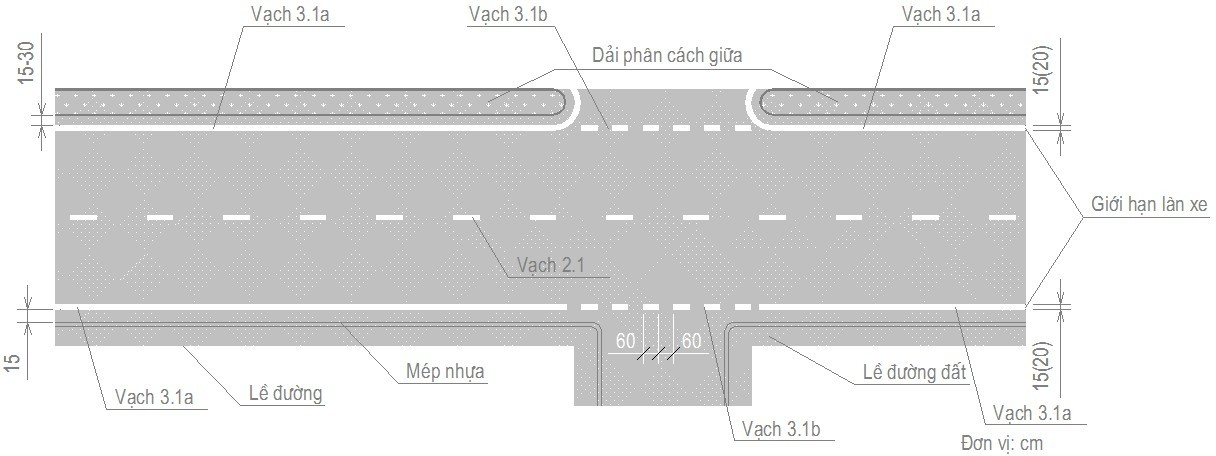 Vạch 3.1a
Vạch 3.1b
Vạch 3.1a
15-30
Dải phân cách giữa
15(20)
Giới hạn làn xe
Vạch 2.1
60
60
15
15(20)
Mép nhựa
Lề đường đất
Vạch 3.1a
Lề đường
Vạch 3.1a
Vạch 3.1b
Đơn vị: cm